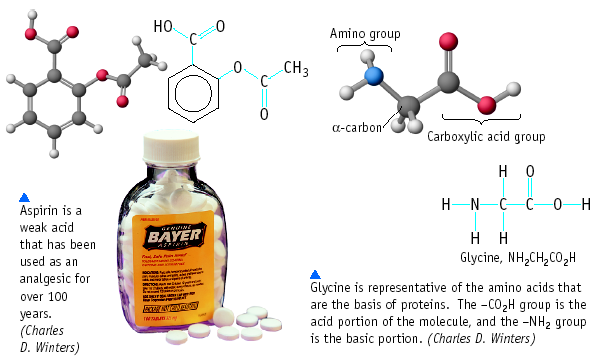 HO
O
C
O
C
CH3
O
Aspirin is a
weak acid
that has been
used as an
analgesic for
over 100
years.
(Charles
D. Winters)
GENUINE
BAYER
ASPIRIN
Amino group
α-carbon
Carboxylic acid group
H O
H—N—C—C—O—H
H H
Glycine, NH₂CH₂CO₂H
Glycine is representative of the amino acids that
are the basis of proteins. The –CO₂H group is the
acid portion of the molecule, and the –NH₂ group
is the basic portion. (Charles D. Winters)